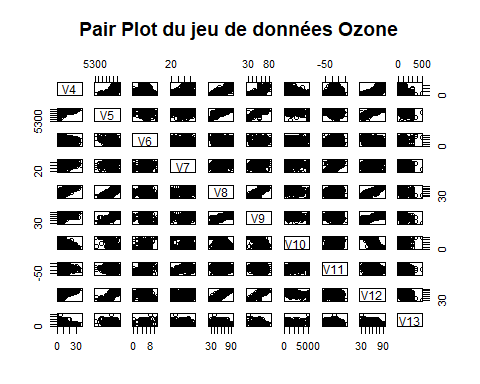 Pair Plot du jeu de données Ozone
5300 20 30 80 -50 0 500
V4 0
5300 V5
V6 0
20 V7
V8 30
30 V9
V10 0
-50 V11
V12 30
0 V13
0 30 0 8 30 90 0 5000 30 90